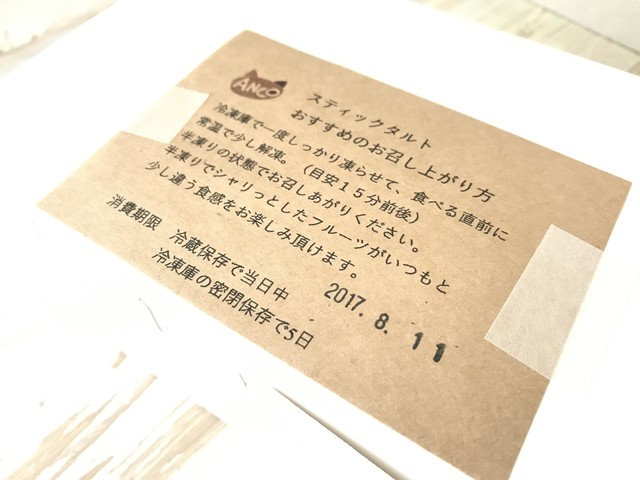 ANCO
スティックタルト
おすすめのお召し上がり方
冷凍庫で一度しっかり凍らせて、食べる直前に
常温で少し解凍。(目安15分前後)
半凍りの状態でお召しあがりください。
半凍りでシャリっとしたフルーツがいつもと
少し違う食感をお楽しみ頂けます。
消費期限 冷蔵保存で当日中 2017. 8. 11
冷凍庫の密閉保存で5日